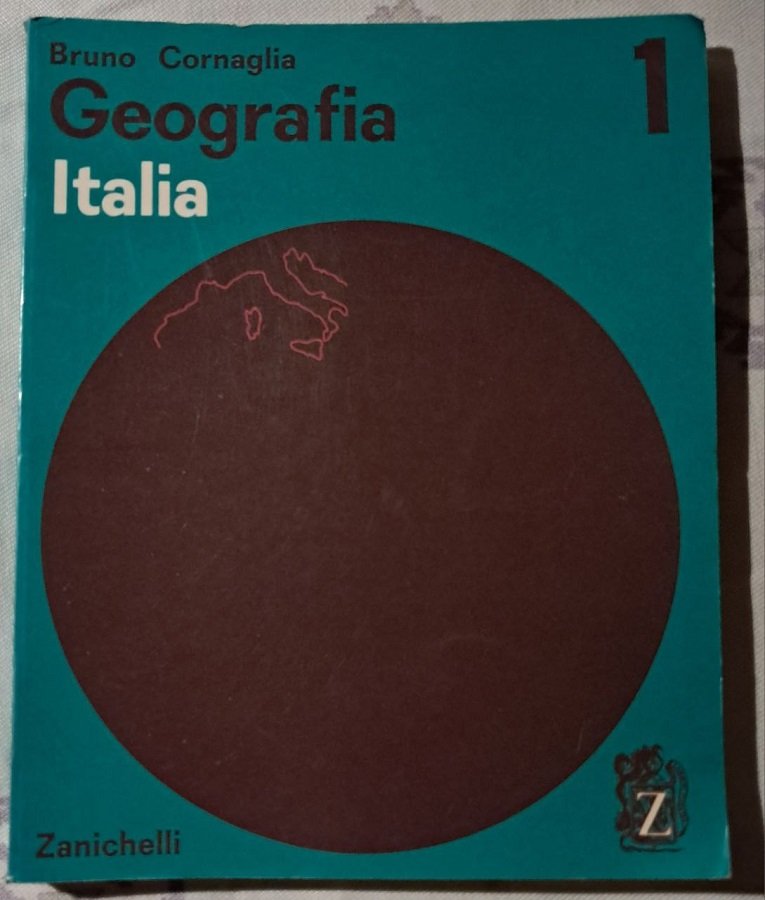 Bruno Cornaglia
1
Geografia
Italia
Zanichelli
Z